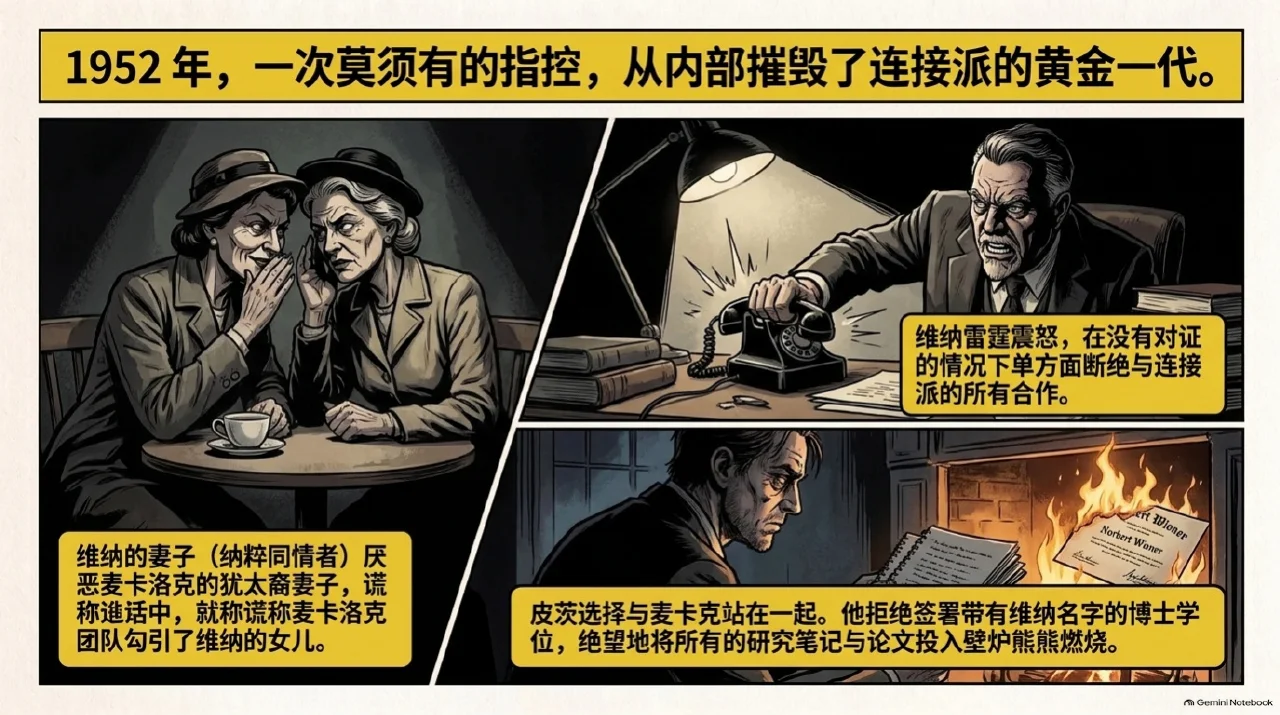 1952 年，一次莫须有的指控，从内部摧毁了连接派的黄金一代。
维纳的妻子（纳粹同情者）厌
恶麦卡洛克的犹太裔妻子，谎
称進话中，就称谎称麦卡洛克
团队勾引了维纳的女儿。
维纳雷霆震怒，在没有对证
的情况下单方面断绝与连接
派的所有合作。
Norbert Woner
皮茨选择与麦卡克站在一起。他拒绝签署带有维纳名字的博士学
位，绝望地将所有的研究笔记与论文投入壁炉熊熊燃烧。
Gemini Notebook